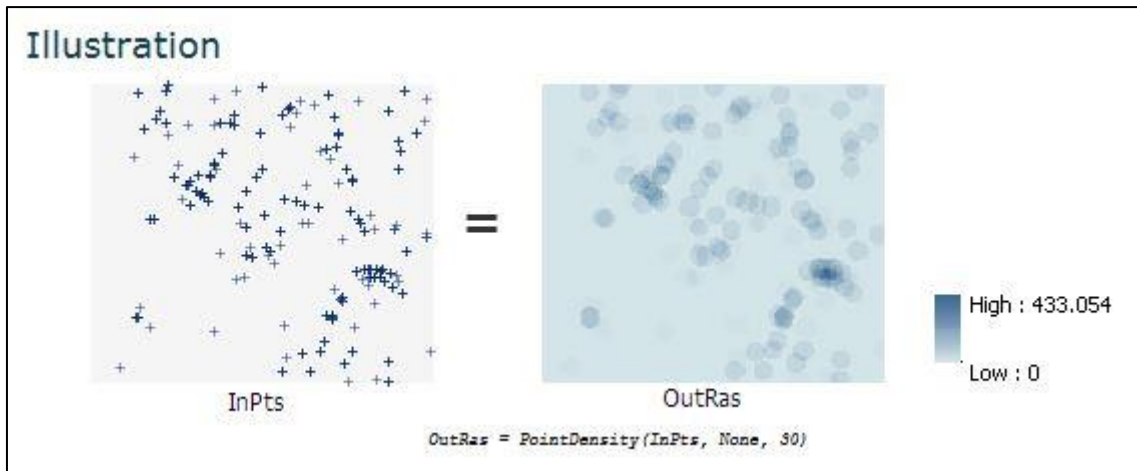 Illustration
=
High : 433.054
Low : 0
InPts
OutRas
OutRas = PointDensity(InPts, None, 30)